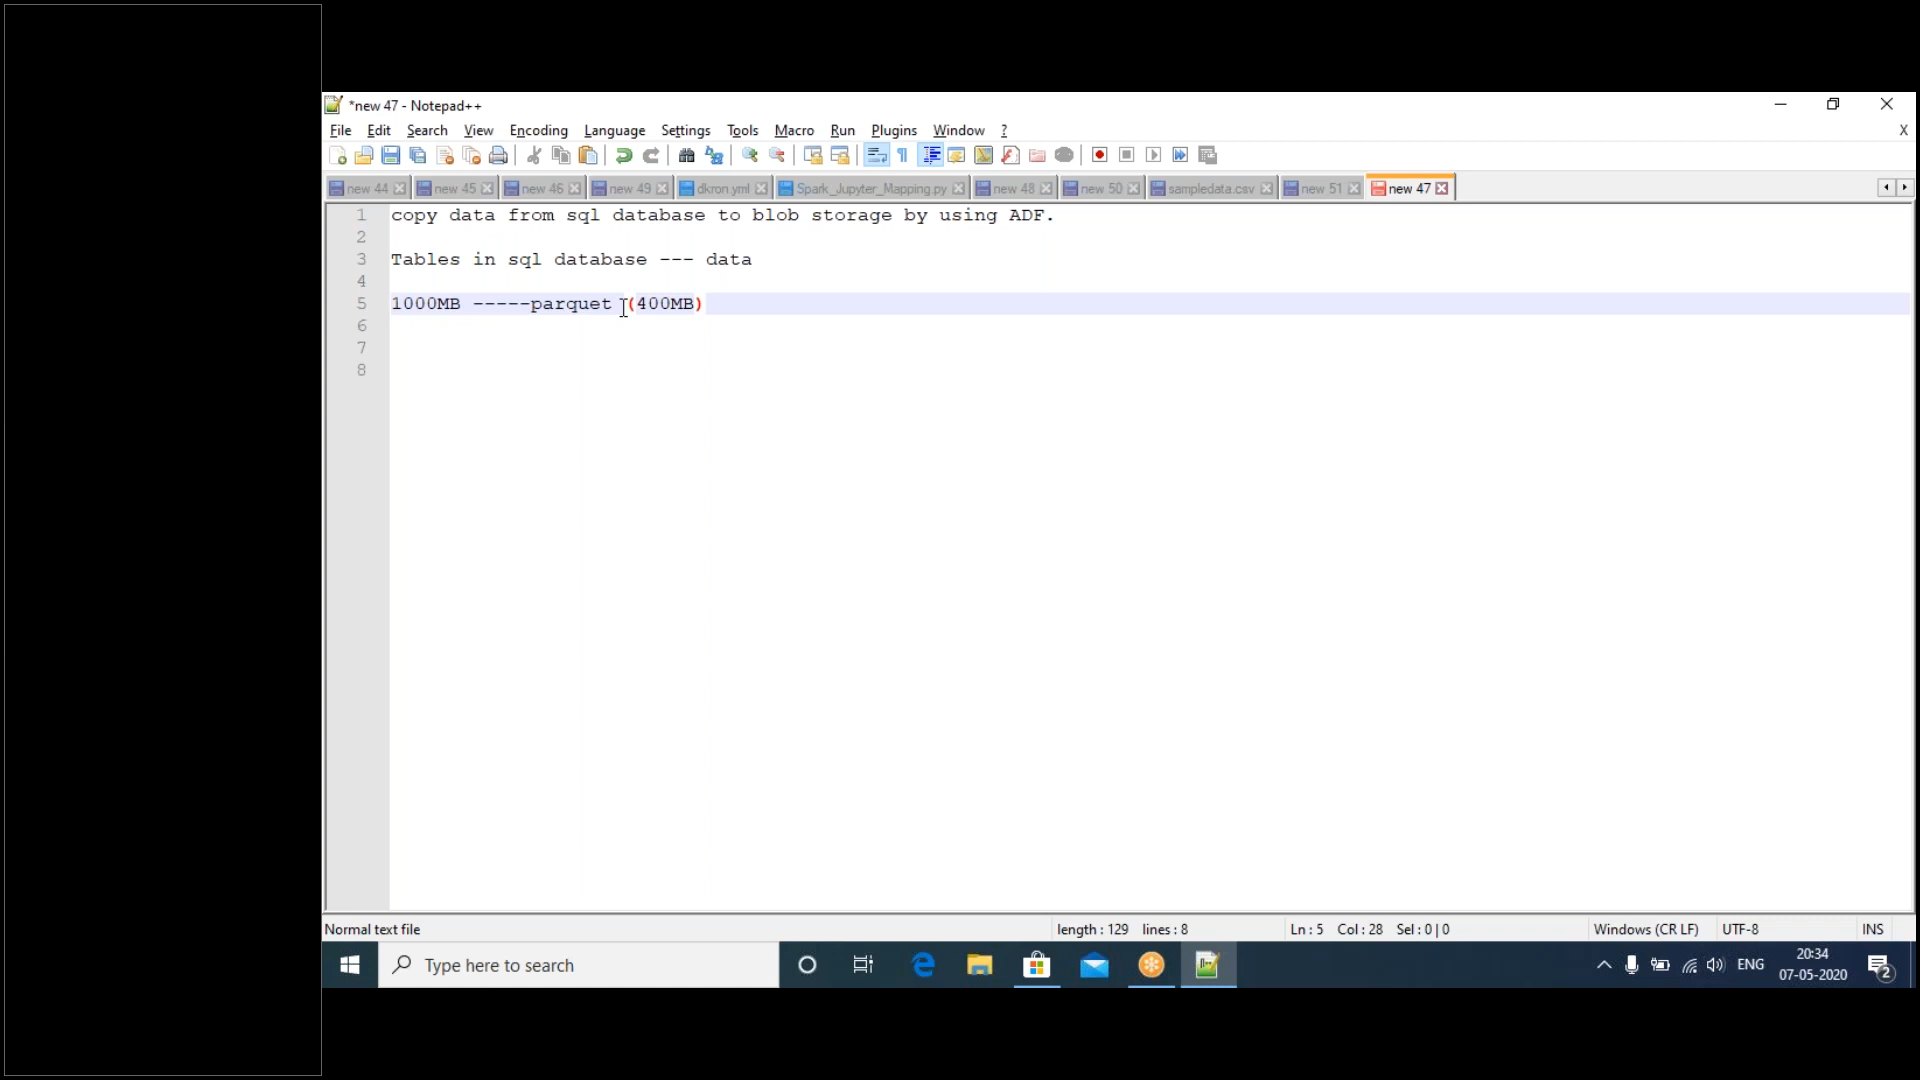 *new 47 - Notepad++
File Edit Search View Encoding Language Settings Tools Macro Run Plugins Window ? X
new 44 new 45 new 46 new 49 dkron.yml Spark_Jupyter_Mapping.py new 48 new 50 sampledata.csv new 51 new 47
1 copy data from sql database to blob storage by using ADF.
2
3 Tables in sql database --- data
4
5 1000MB -----parquet (400MB)
6
7
8
Normal text file length : 129 lines : 8 Ln : 5 Col : 28 Sel : 0 | 0 Windows (CR LF) UTF-8 INS
Type here to search ENG 20:34
07-05-2020 2